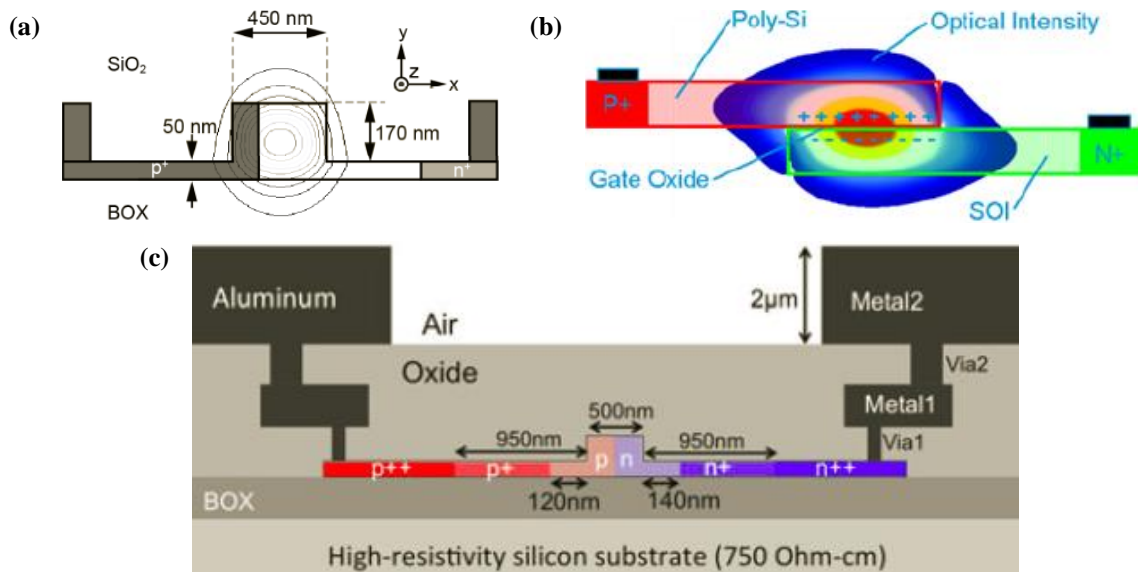 (a)
450 nm
SiO₂
y
z
x
50 nm
170 nm
p⁺
n⁺
BOX
(b)
Poly-Si
Optical Intensity
P+
+ + + + + + + +
- - - - - - - -
N+
Gate Oxide
SOI
(c)
Aluminum
2μm
Metal2
Air
Oxide
Via2
Metal1
500nm
950nm
950nm
Via1
p++
p+
p
n
n+
n++
BOX
120nm
140nm
High-resistivity silicon substrate (750 Ohm-cm)